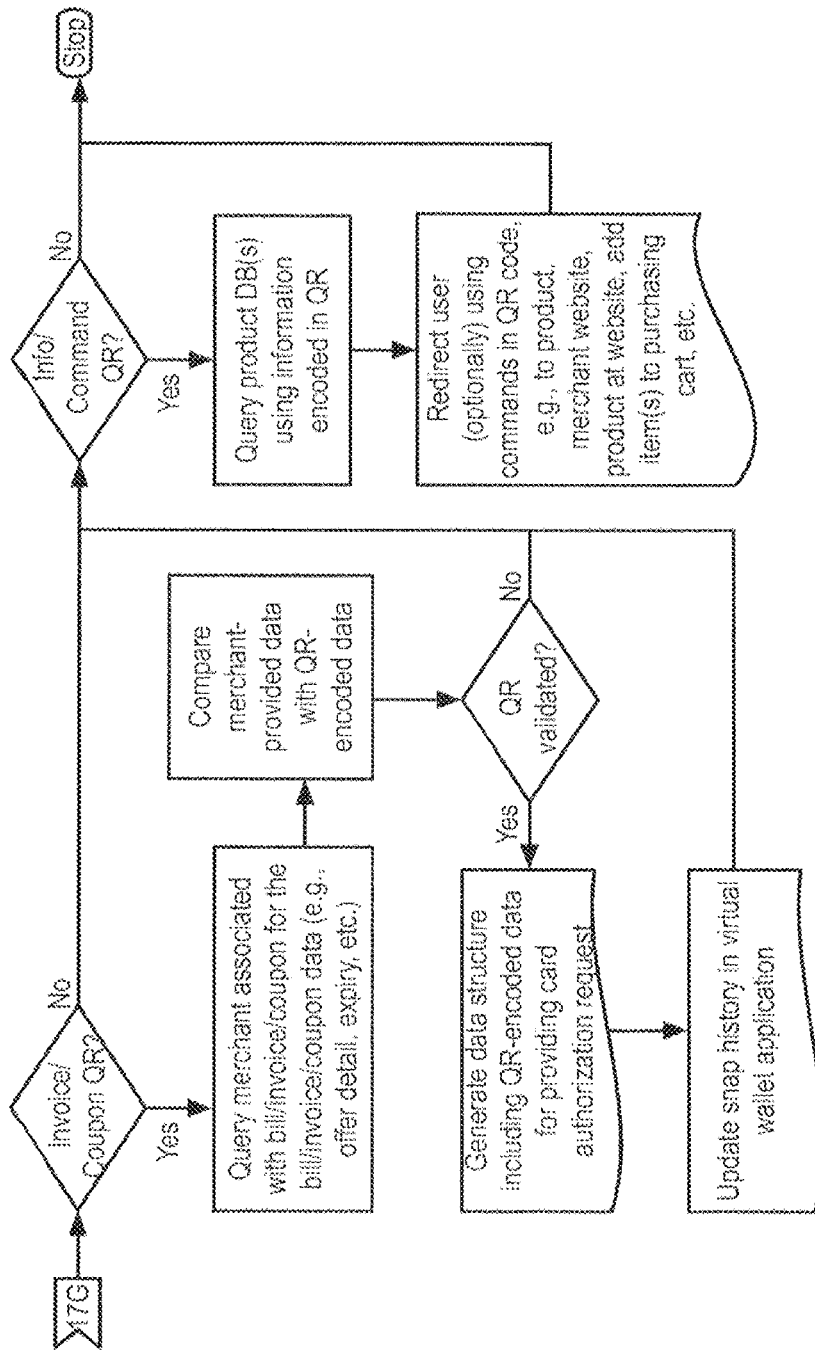 17G
Invoice/
Coupon QR?
No
Yes
Query merchant associated
with bill/invoice/coupon for the
bill/invoice/coupon data (e.g.,
offer detail, expiry, etc.)
Compare
merchant-
provided data
with QR-
encoded data
QR
validated?
No
Yes
Generate data structure
including QR-encoded data
for providing card
authorization request
Update snap history in virtual
wallet application
Info/
Command
QR?
No
Yes
Query product DB(s)
using information
encoded in QR
Redirect user
(optionally) using
commands in QR code,
e.g., to product,
merchant website,
product at website, add
item(s) to purchasing
cart, etc.
Stop